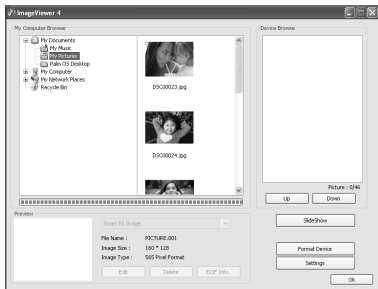 ImageViewer 4
My Computer Browser
Device Browse
My Documents
My Music
My Pictures
Palm OS Desktop
My Computer
My Network Places
Recycle Bin
DSC00023.jpg
DSC00024.jpg
Picture : 0/46
Up
Down
Preview
Smart Fit Image.
File Name : PICTURE.001
Image Size : 160 * 128
Image Type : 565 Pixel Format
Edit
Delete
EGP Info.
SlideShow
Format Device
Settings
Ok